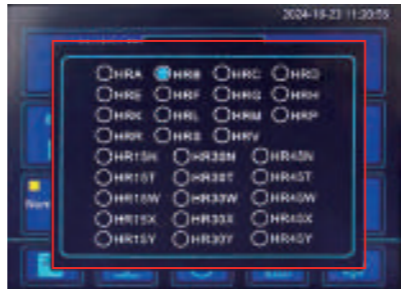 2024-10-23 11:20:55
HRA HRB HRC HRD
HRE HRF HRG HRH
HRK HRL HRM HRP
HRR HRS HRV
HR15N HR30N HR45N
HR15T HR30T HR45T
HR15W HR30W HR45W
HR15X HR30X HR45X
HR15Y HR30Y HR45Y